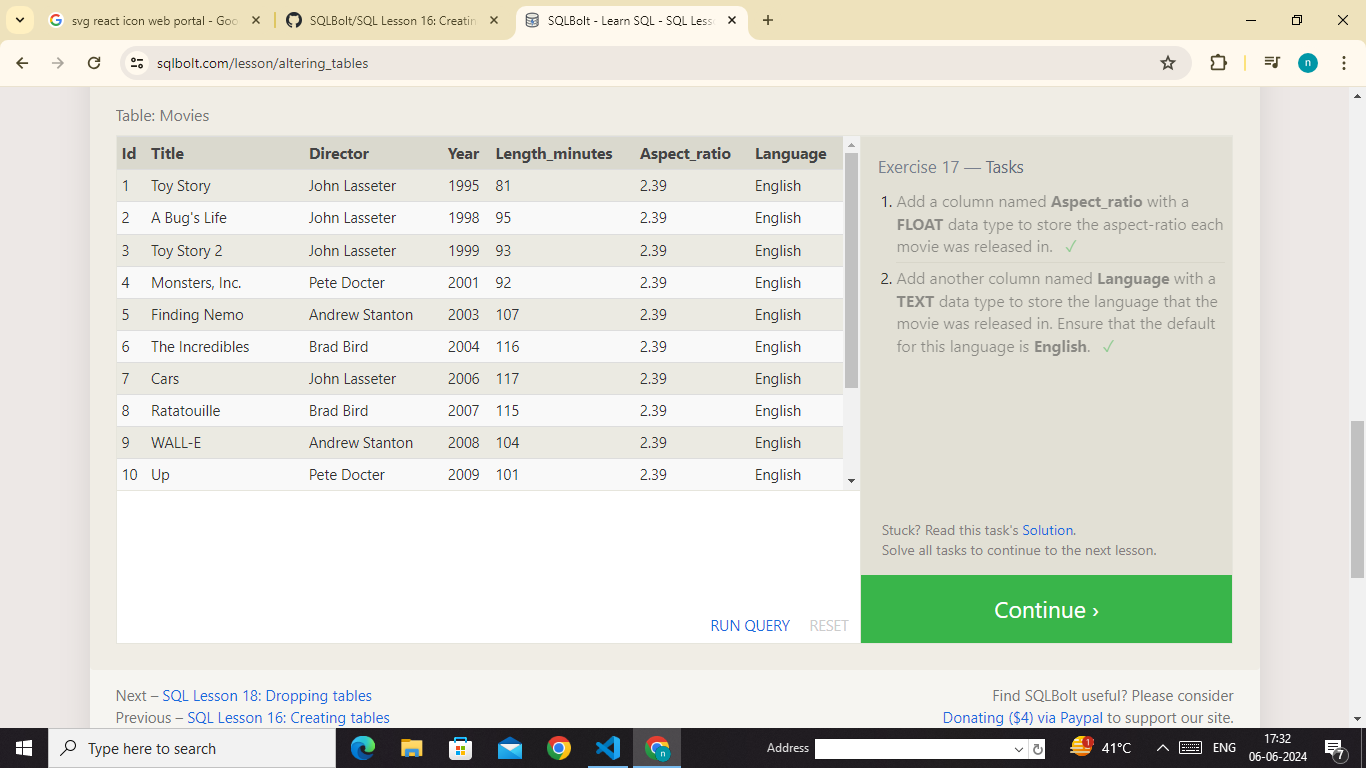 svg react icon web portal - Goo
SQLBolt/SQL Lesson 16: Creatin
SQLBolt - Learn SQL - SQL Less
sqlbolt.com/lesson/altering_tables
n
Table: Movies
Id Title Director Year Length_minutes Aspect_ratio Language
1 Toy Story John Lasseter 1995 81 2.39 English
2 A Bug's Life John Lasseter 1998 95 2.39 English
3 Toy Story 2 John Lasseter 1999 93 2.39 English
4 Monsters, Inc. Pete Docter 2001 92 2.39 English
5 Finding Nemo Andrew Stanton 2003 107 2.39 English
6 The Incredibles Brad Bird 2004 116 2.39 English
7 Cars John Lasseter 2006 117 2.39 English
8 Ratatouille Brad Bird 2007 115 2.39 English
9 WALL-E Andrew Stanton 2008 104 2.39 English
10 Up Pete Docter 2009 101 2.39 English
RUN QUERY RESET
Exercise 17 — Tasks
1. Add a column named Aspect_ratio with a
FLOAT data type to store the aspect-ratio each
movie was released in. ✓
2. Add another column named Language with a
TEXT data type to store the language that the
movie was released in. Ensure that the default
for this language is English. ✓
Stuck? Read this task's Solution.
Solve all tasks to continue to the next lesson.
Continue ›
Next – SQL Lesson 18: Dropping tables
Previous – SQL Lesson 16: Creating tables
Find SQLBolt useful? Please consider
Donating ($4) via Paypal to support our site.
Type here to search
n
Address
1
41°C
ENG
17:32
06-06-2024
7